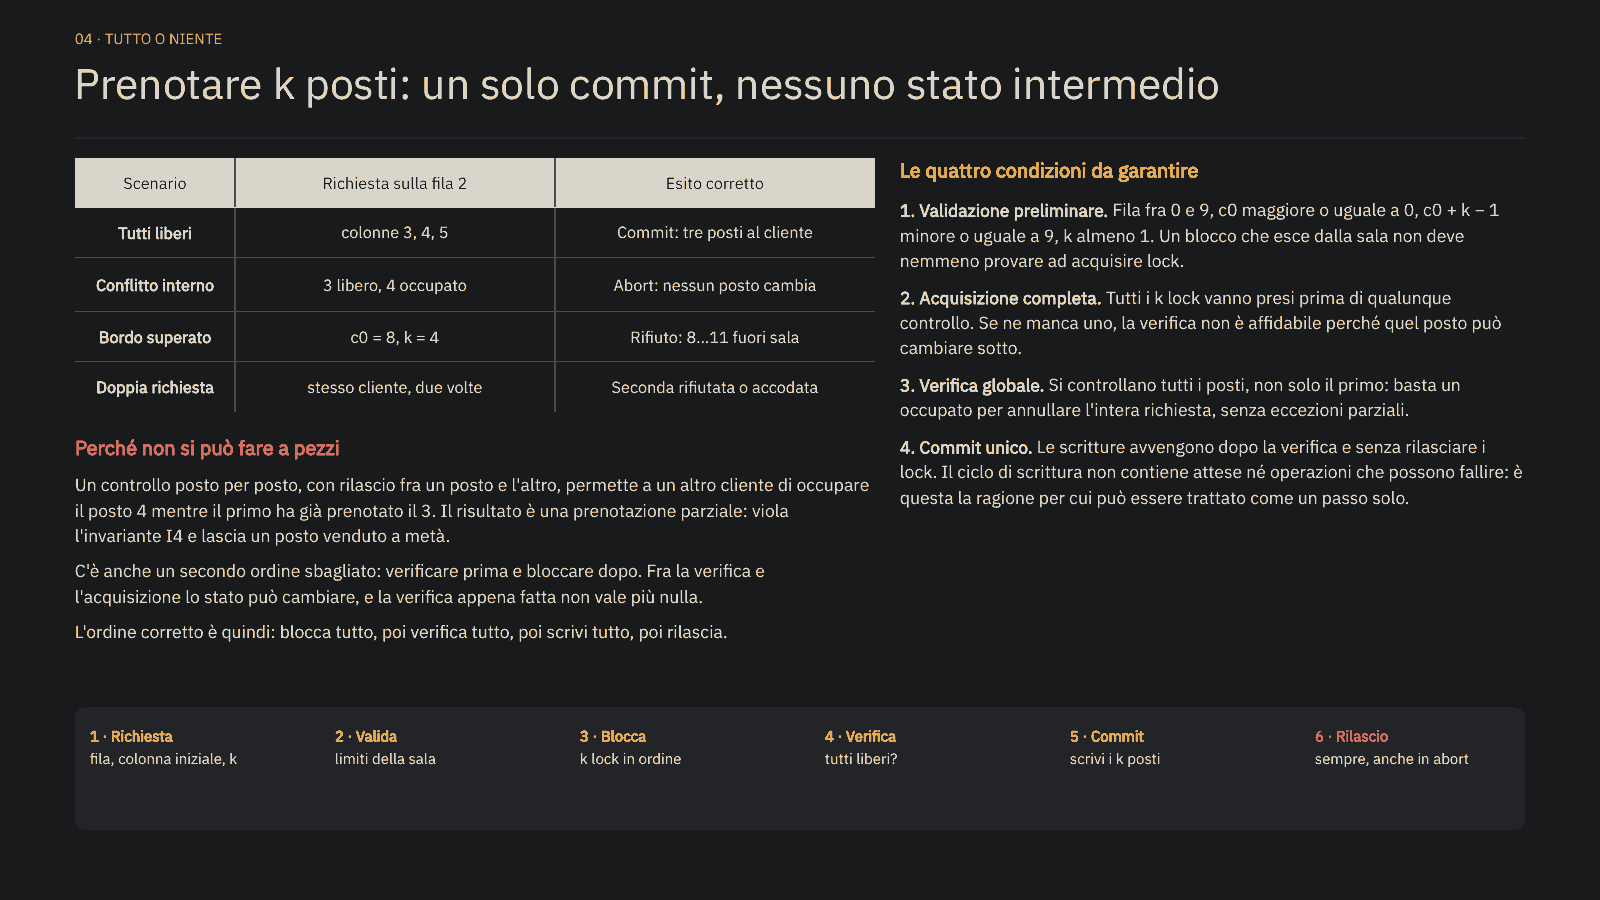 04 · TUTTO O NIENTE
Prenotare k posti: un solo commit, nessuno stato intermedio
Scenario Richiesta sulla fila 2 Esito corretto
Tutti liberi colonne 3, 4, 5 Commit: tre posti al cliente
Conflitto interno 3 libero, 4 occupato Abort: nessun posto cambia
Bordo superato c0 = 8, k = 4 Rifiuto: 8...11 fuori sala
Doppia richiesta stesso cliente, due volte Seconda rifiutata o accodata
Perché non si può fare a pezzi
Un controllo posto per posto, con rilascio fra un posto e l'altro, permette a un altro cliente di occupare
il posto 4 mentre il primo ha già prenotato il 3. Il risultato è una prenotazione parziale: viola
l'invariante I4 e lascia un posto venduto a metà.
C'è anche un secondo ordine sbagliato: verificare prima e bloccare dopo. Fra la verifica e
l'acquisizione lo stato può cambiare, e la verifica appena fatta non vale più nulla.
L'ordine corretto è quindi: blocca tutto, poi verifica tutto, poi scrivi tutto, poi rilascia.
Le quattro condizioni da garantire
1. Validazione preliminare. Fila fra 0 e 9, c0 maggiore o uguale a 0, c0 + k − 1
minore o uguale a 9, k almeno 1. Un blocco che esce dalla sala non deve
nemmeno provare ad acquisire lock.
2. Acquisizione completa. Tutti i k lock vanno presi prima di qualunque
controllo. Se ne manca uno, la verifica non è affidabile perché quel posto può
cambiare sotto.
3. Verifica globale. Si controllano tutti i posti, non solo il primo: basta un
occupato per annullare l'intera richiesta, senza eccezioni parziali.
4. Commit unico. Le scritture avvengono dopo la verifica e senza rilasciare i
lock. Il ciclo di scrittura non contiene attese né operazioni che possono fallire: è
questa la ragione per cui può essere trattato come un passo solo.
1 · Richiesta
fila, colonna iniziale, k
2 · Valida
limiti della sala
3 · Blocca
k lock in ordine
4 · Verifica
tutti liberi?
5 · Commit
scrivi i k posti
6 · Rilascio
sempre, anche in abort